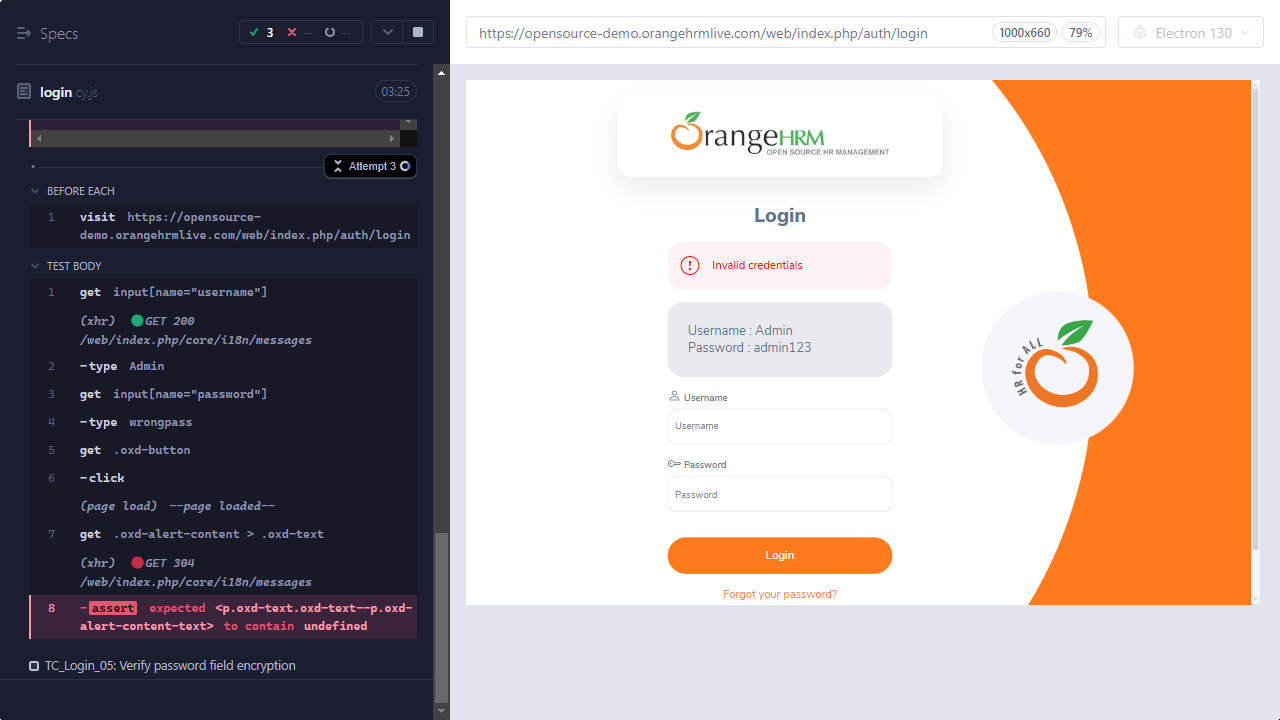 Specs
3
--
--
login.cy.js
03:25
Attempt 3
BEFORE EACH
1 visit https://opensource-
demo.orangehrmlive.com/web/index.php/auth/login
TEST BODY
1 get input[name="username"]
(xhr) GET 200
/web/index.php/core/i18n/messages
2 -type Admin
3 get input[name="password"]
4 -type wrongpass
5 get .oxd-button
6 -click
(page load) --page loaded--
7 get .oxd-alert-content > .oxd-text
(xhr) GET 304
/web/index.php/core/i18n/messages
8 -assert expected <p.oxd-text.oxd-text--p.oxd-
alert-content-text> to contain undefined
TC_Login_05: Verify password field encryption
https://opensource-demo.orangehrmlive.com/web/index.php/auth/login
1000x660
79%
Electron 130
OrangeHRM
OPEN SOURCE HR MANAGEMENT
Login
Invalid credentials
Username : Admin
Password : admin123
Username
Username
Password
Password
Login
Forgot your password?
HR for ALL